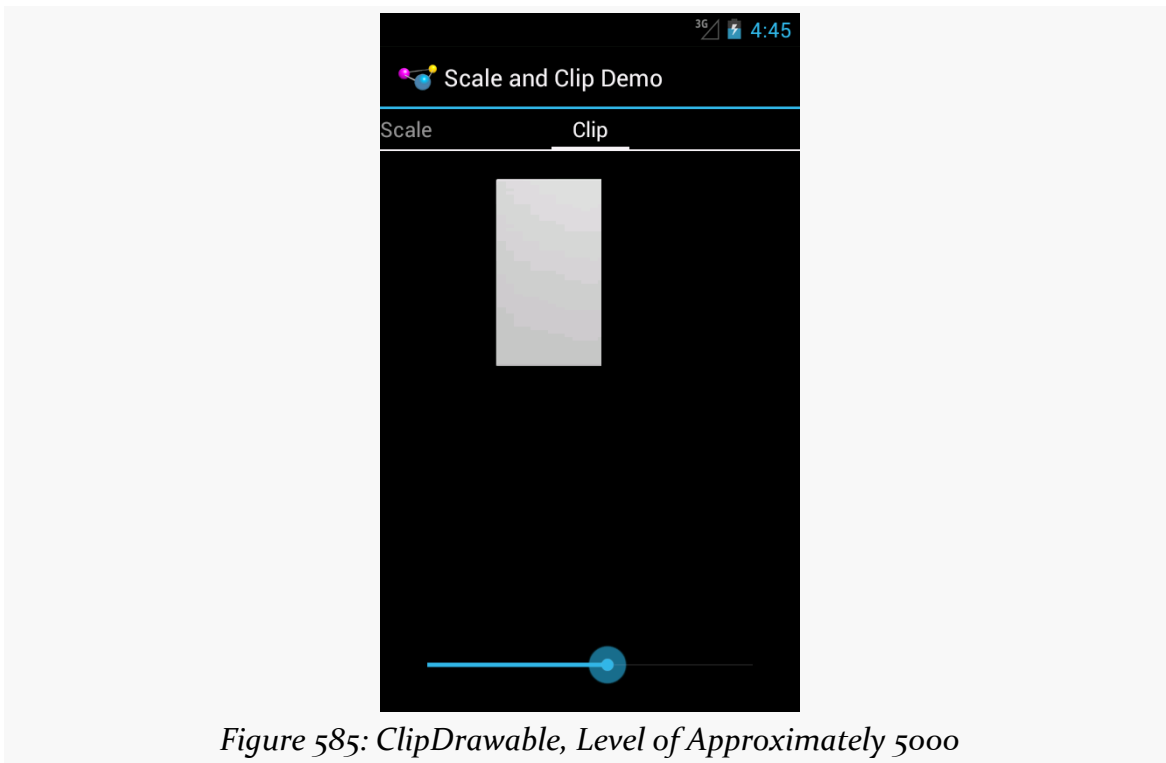 3G 4:45
Scale and Clip Demo
Scale Clip
Figure 585: ClipDrawable, Level of Approximately 5000